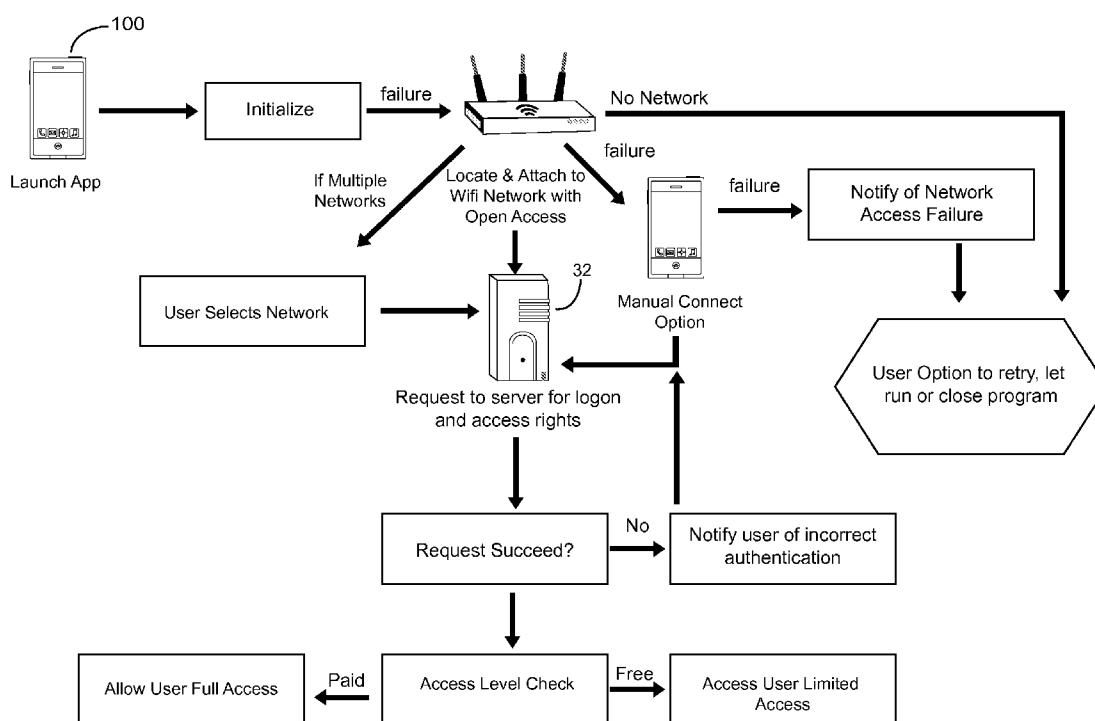 100
Launch App
Initialize
failure
No Network
failure
If Multiple
Networks
Locate & Attach to
Wifi Network with
Open Access
failure
Notify of Network
Access Failure
32
User Selects Network
Manual Connect
Option
User Option to retry, let
run or close program
Request to server for logon
and access rights
Request Succeed?
No
Notify user of incorrect
authentication
Allow User Full Access
Paid
Access Level Check
Free
Access User Limited
Access